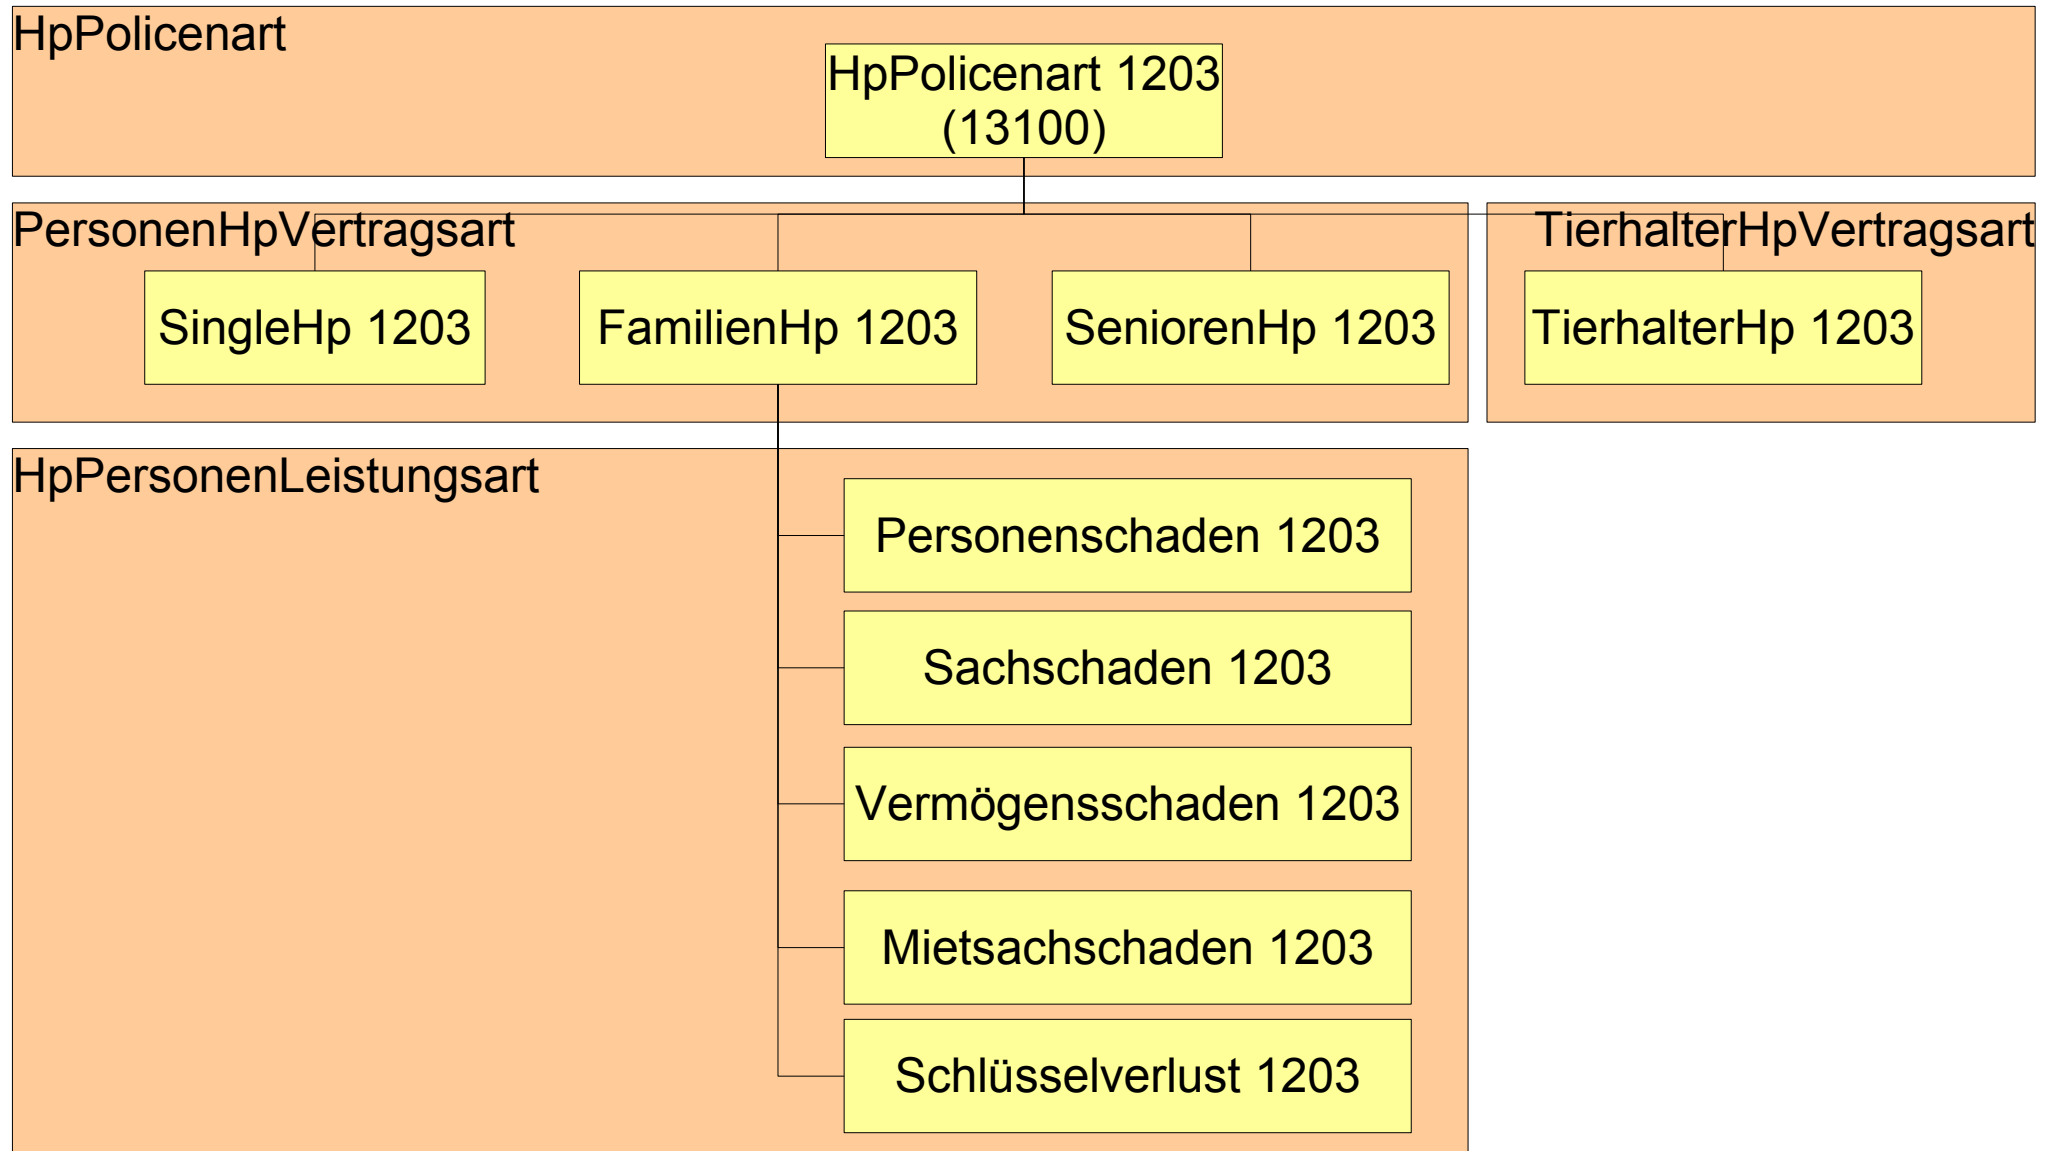 HpPolicenart
HpPolicenart 1203
(13100)
PersonenHpVertragsart
TierhalterHpVertragsart
SingleHp 1203
FamilienHp 1203
SeniorenHp 1203
TierhalterHp 1203
HpPersonenLeistungsart
Personenschaden 1203
Sachschaden 1203
Vermögensschaden 1203
Mietsachschaden 1203
Schlüsselverlust 1203